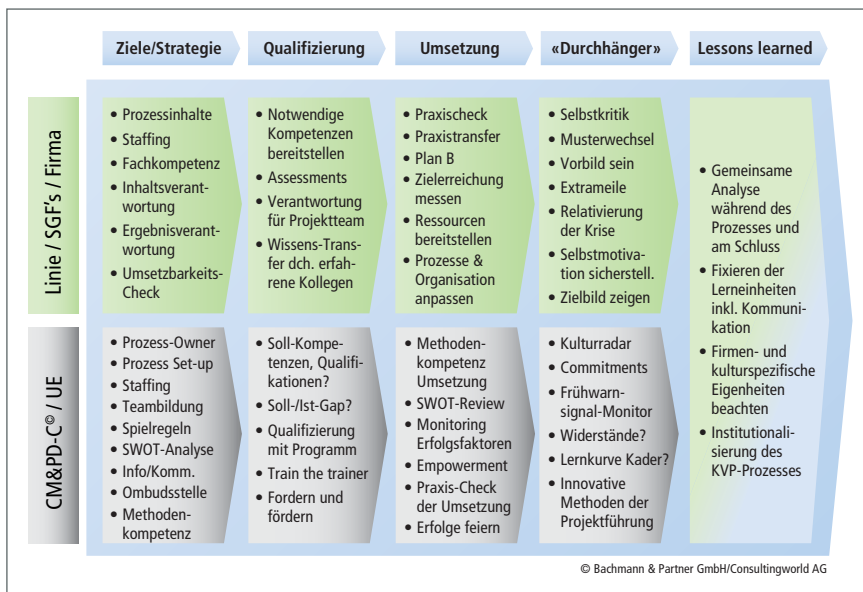 Ziele/Strategie
Qualifizierung
Umsetzung
«Durchhänger»
Lessons learned
Linie / SGF's / Firma
• Prozessinhalte
• Staffing
• Fachkompetenz
• Inhaltsverant-
wortung
• Ergebnisverant-
wortung
• Umsetzbarkeits-
Check
• Notwendige
Kompetenzen
bereitstellen
• Assessments
• Verantwortung
für Projektteam
• Wissens-Trans-
fer dch. erfah-
rene Kollegen
• Praxischeck
• Praxistransfer
• Plan B
• Zielerreichung
messen
• Ressourcen
bereitstellen
• Prozesse &
Organisation
anpassen
• Selbstkritik
• Musterwechsel
• Vorbild sein
• Extrameile
• Relativierung
der Krise
• Selbstmotiva-
tion sicherstell.
• Zielbild zeigen
• Gemeinsame
Analyse
während des
Prozesses und
am Schluss
• Fixieren der
Lerneinheiten
inkl. Kommuni-
kation
• Firmen- und
kulturspezifische
Eigenheiten
beachten
• Institutionali-
sierung des
KVP-Prozesses
CM&PD-C© / UE
• Prozess-Owner
• Prozess Set-up
• Staffing
• Teambildung
• Spielregeln
• SWOT-Analyse
• Info/Komm.
• Ombudsstelle
• Methoden-
kompetenz
• Soll-Kompe-
tenzen, Qualifi-
kationen?
• Soll-/Ist-Gap?
• Qualifizierung
mit Programm
• Train the trainer
• Fordern und
fördern
• Methoden-
kompetenz
Umsetzung
• SWOT-Review
• Monitoring
Erfolgsfaktoren
• Empowerment
• Praxis-Check
der Umsetzung
• Erfolge feiern
• Kulturradar
• Commitments
• Frühwarn-
signal-Monitor
• Widerstände?
• Lernkurve Kader?
• Innovative
Methoden der
Projektführung
© Bachmann & Partner GmbH/Consultingworld AG